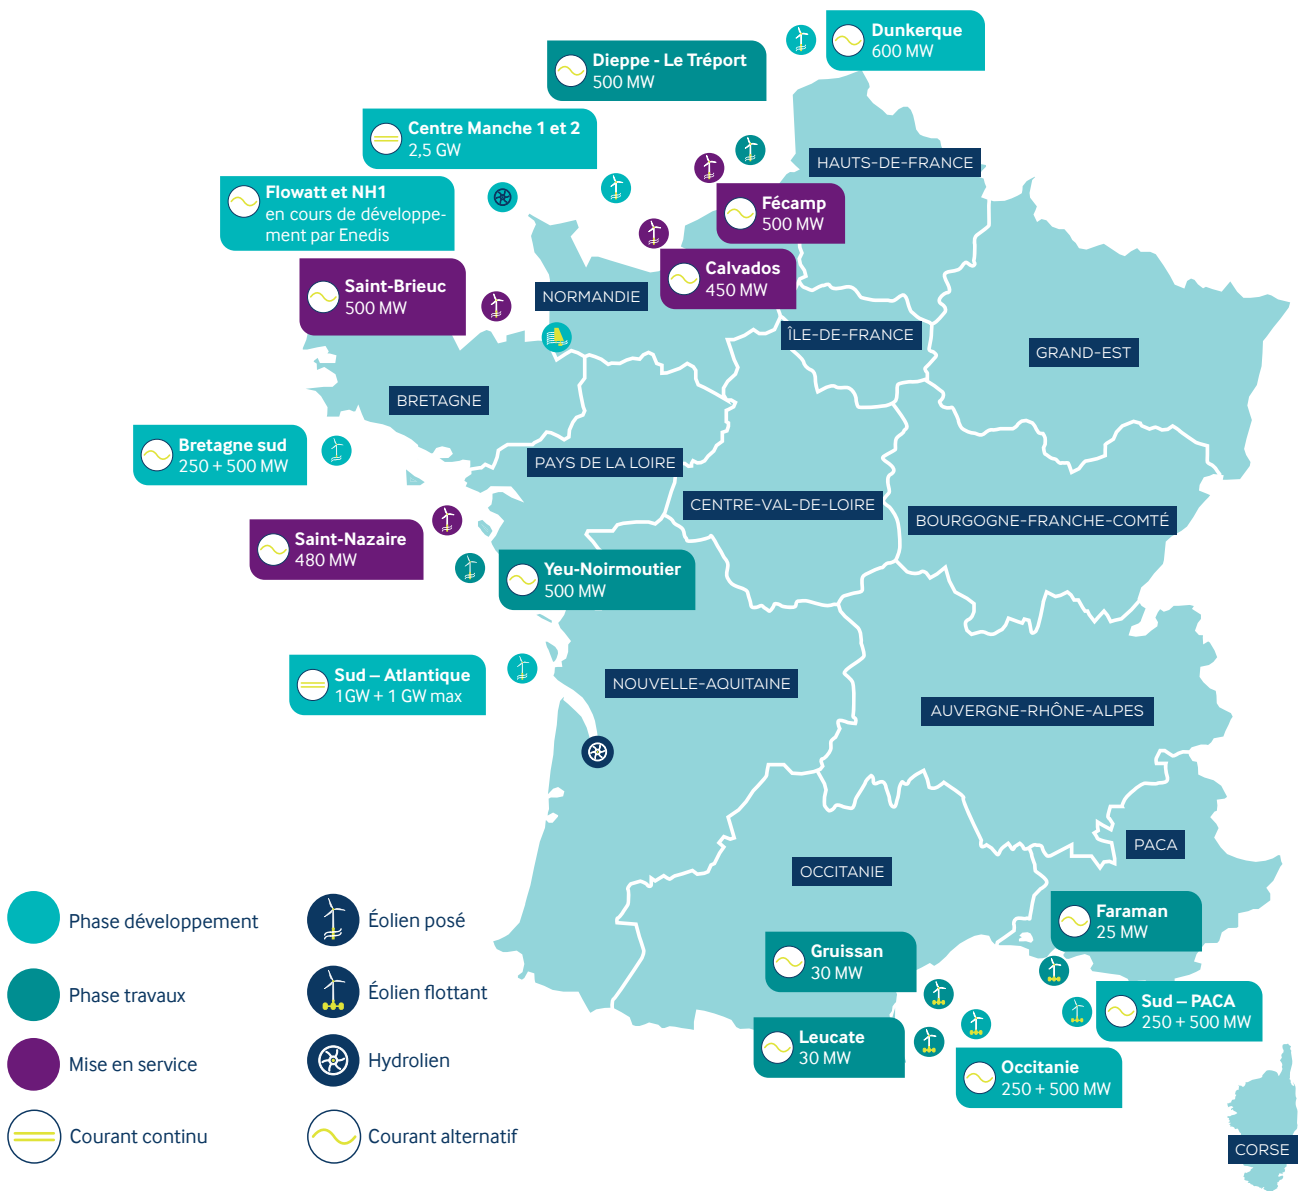 Dunkerque
600 MW
Dieppe - Le Tréport
500 MW
Centre Manche 1 et 2
2,5 GW
HAUTS-DE-FRANCE
Flowatt et NH1
en cours de développe-
ment par Enedis
Fécamp
500 MW
Calvados
450 MW
Saint-Brieuc
500 MW
NORMANDIE
ÎLE-DE-FRANCE
GRAND-EST
BRETAGNE
Bretagne sud
250 + 500 MW
PAYS DE LA LOIRE
CENTRE-VAL-DE-LOIRE
BOURGOGNE-FRANCHE-COMTÉ
Saint-Nazaire
480 MW
Yeu-Noirmoutier
500 MW
Sud – Atlantique
1GW + 1 GW max
NOUVELLE-AQUITAINE
AUVERGNE-RHÔNE-ALPES
PACA
OCCITANIE
Faraman
25 MW
Gruissan
30 MW
Sud – PACA
250 + 500 MW
Leucate
30 MW
Occitanie
250 + 500 MW
CORSE
Phase développement
Éolien posé
Phase travaux
Éolien flottant
Mise en service
Hydrolien
Courant continu
Courant alternatif